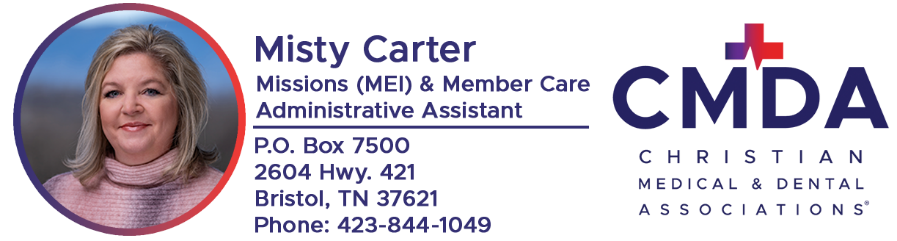 Misty Carter
Missions (MEI) & Member Care
Administrative Assistant
P.O. Box 7500
2604 Hwy. 421
Bristol, TN 37621
Phone: 423-844-1049
CMDA
CHRISTIAN
MEDICAL & DENTAL
ASSOCIATIONS®